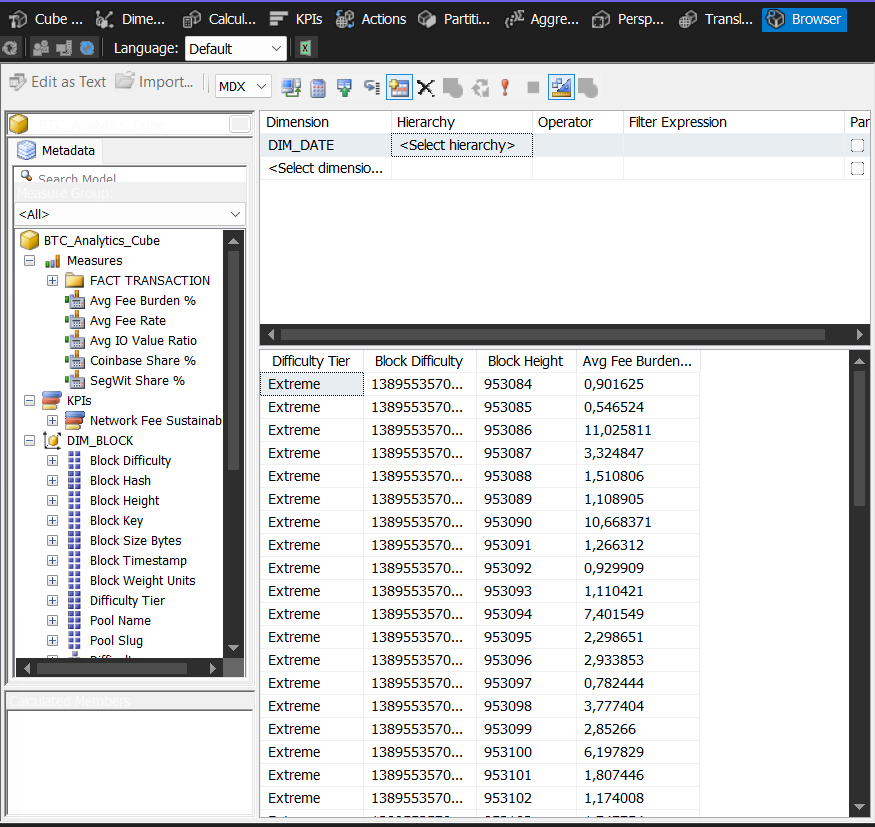 Cube ... Dime... Calcul... KPIs Actions Partiti... Aggre... Persp... Transl... Browser
Language: Default
Edit as Text Import... MDX
Metadata
Search Model
Measure Group:
<All>
BTC_Analytics_Cube
Measures
FACT TRANSACTION
Avg Fee Burden %
Avg Fee Rate
Avg IO Value Ratio
Coinbase Share %
SegWit Share %
KPIs
Network Fee Sustainab
DIM_BLOCK
Block Difficulty
Block Hash
Block Height
Block Key
Block Size Bytes
Block Timestamp
Block Weight Units
Difficulty Tier
Pool Name
Pool Slug
Calculated Members
Dimension Hierarchy Operator Filter Expression Par
DIM_DATE <Select hierarchy>
<Select dimensio...
Difficulty Tier Block Difficulty Block Height Avg Fee Burden...
Extreme 1389553570... 953084 0,901625
Extreme 1389553570... 953085 0,546524
Extreme 1389553570... 953086 11,025811
Extreme 1389553570... 953087 3,324847
Extreme 1389553570... 953088 1,510806
Extreme 1389553570... 953089 1,108905
Extreme 1389553570... 953090 10,668371
Extreme 1389553570... 953091 1,266312
Extreme 1389553570... 953092 0,929909
Extreme 1389553570... 953093 1,110421
Extreme 1389553570... 953094 7,401549
Extreme 1389553570... 953095 2,298651
Extreme 1389553570... 953096 2,933853
Extreme 1389553570... 953097 0,782444
Extreme 1389553570... 953098 3,777404
Extreme 1389553570... 953099 2,85266
Extreme 1389553570... 953100 6,197829
Extreme 1389553570... 953101 1,807446
Extreme 1389553570... 953102 1,174008